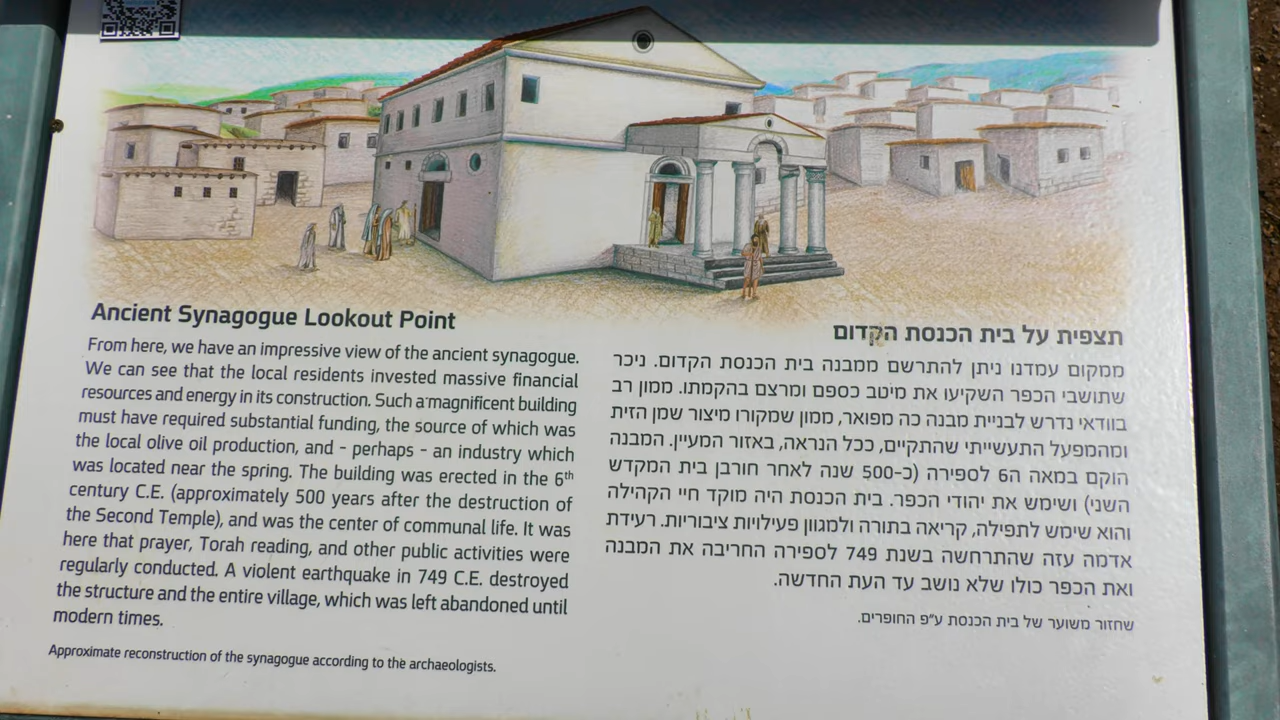 Ancient Synagogue Lookout Point
From here, we have an impressive view of the ancient synagogue.
We can see that the local residents invested massive financial
resources and energy in its construction. Such a magnificent building
must have required substantial funding, the source of which was
the local olive oil production, and - perhaps - an industry which
was located near the spring. The building was erected in the 6th
century C.E. (approximately 500 years after the destruction of
the Second Temple), and was the center of communal life. It was
here that prayer, Torah reading, and other public activities were
regularly conducted. A violent earthquake in 749 C.E. destroyed
the structure and the entire village, which was left abandoned until
modern times.
Approximate reconstruction of the synagogue according to the archaeologists.
תצפית על בית הכנסת הקדום
ממקום עמדנו ניתן להתרשם ממבנה בית הכנסת הקדום. ניכר
שתושבי הכפר השקיעו את מיטב כספם ומרצם בהקמתו. ממון רב
בוודאי נדרש לבניית מבנה כה מפואר, ממון שמקורו מיצור שמן הזית
ומהמפעל התעשייתי שהתקיים, ככל הנראה, באזור המעיין. המבנה
הוקם במאה ה6 לספירה (כ-500 שנה לאחר חורבן בית המקדש
השני) ושימש את יהודי הכפר. בית הכנסת היה מוקד חיי הקהילה
והוא שימש לתפילה, קריאה בתורה ולמגוון פעילויות ציבוריות. רעידת
אדמה עזה שהתרחשה בשנת 749 לספירה החריבה את המבנה
ואת הכפר כולו שלא נושב עד העת החדשה.
שחזור משוער של בית הכנסת ע״פ החופרים.